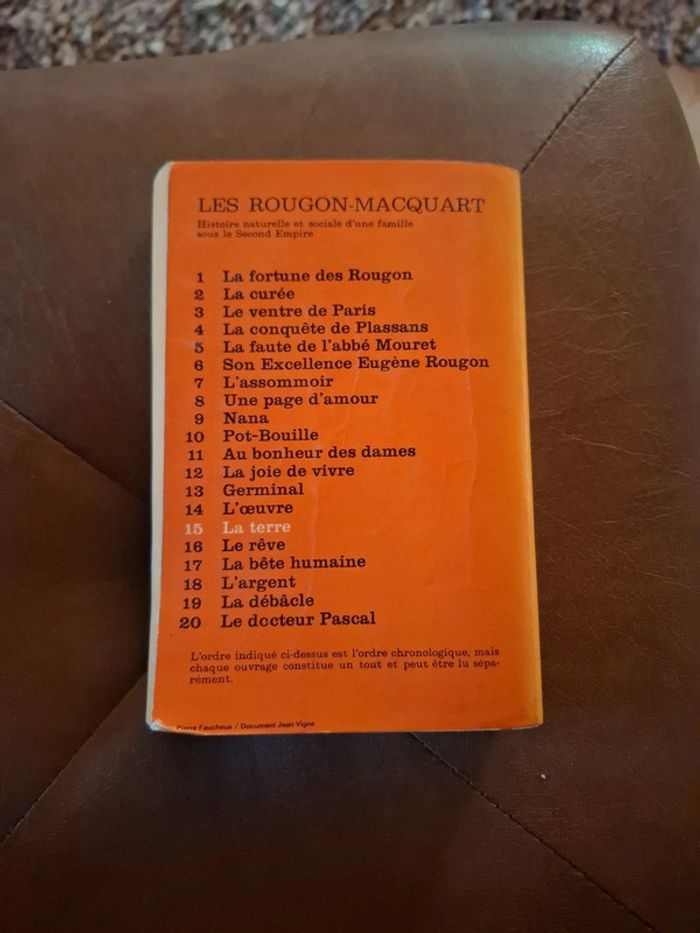 LES ROUGON-MACQUART
Histoire naturelle et sociale d'une famille
sous le Second Empire
1 La fortune des Rougon
2 La curée
3 Le ventre de Paris
4 La conquête de Plassans
5 La faute de l'abbé Mouret
6 Son Excellence Eugène Rougon
7 L'assommoir
8 Une page d'amour
9 Nana
10 Pot-Bouille
11 Au bonheur des dames
12 La joie de vivre
13 Germinal
14 L'œuvre
15 La terre
16 Le rêve
17 La bête humaine
18 L'argent
19 La débâcle
20 Le docteur Pascal
L'ordre indiqué ci-dessus est l'ordre chronologique, mais
chaque ouvrage constitue un tout et peut être lu sépa-
rément.
Pierre Faucheux / Document Jean Vigne